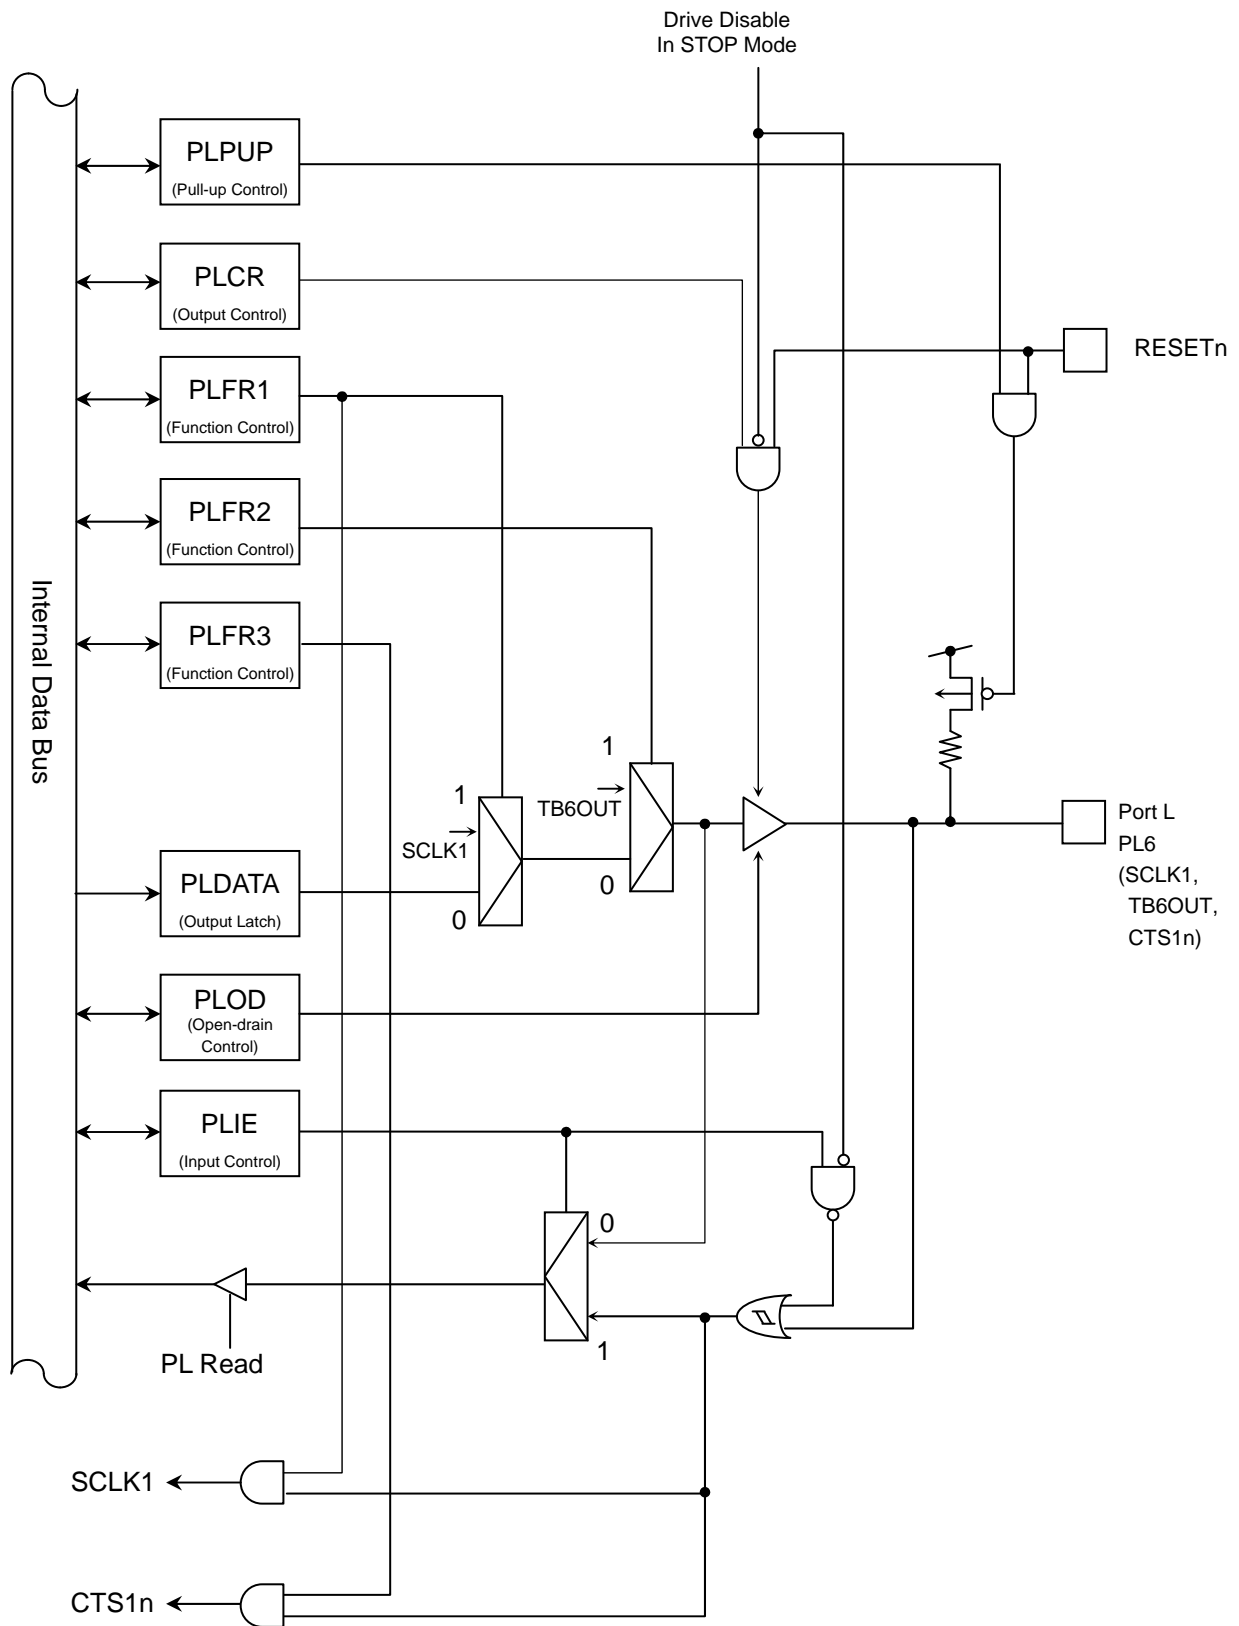 Drive Disable
In STOP Mode
PLPUP
(Pull-up Control)
PLCR
(Output Control)
RESETn
PLFR1
(Function Control)
PLFR2
(Function Control)
Internal Data Bus
PLFR3
(Function Control)
1
TB6OUT
0
1
SCLK1
0
Port L
PL6
(SCLK1,
TB6OUT,
CTS1n)
PLDATA
(Output Latch)
PLOD
(Open-drain
Control)
PLIE
(Input Control)
0
1
PL Read
SCLK1
CTS1n